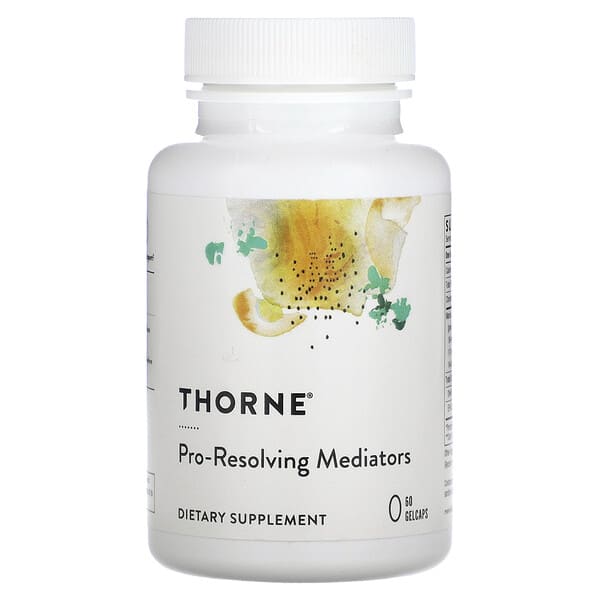 THORNE®
Pro-Resolving Mediators
DIETARY SUPPLEMENT
60
GELCAPS